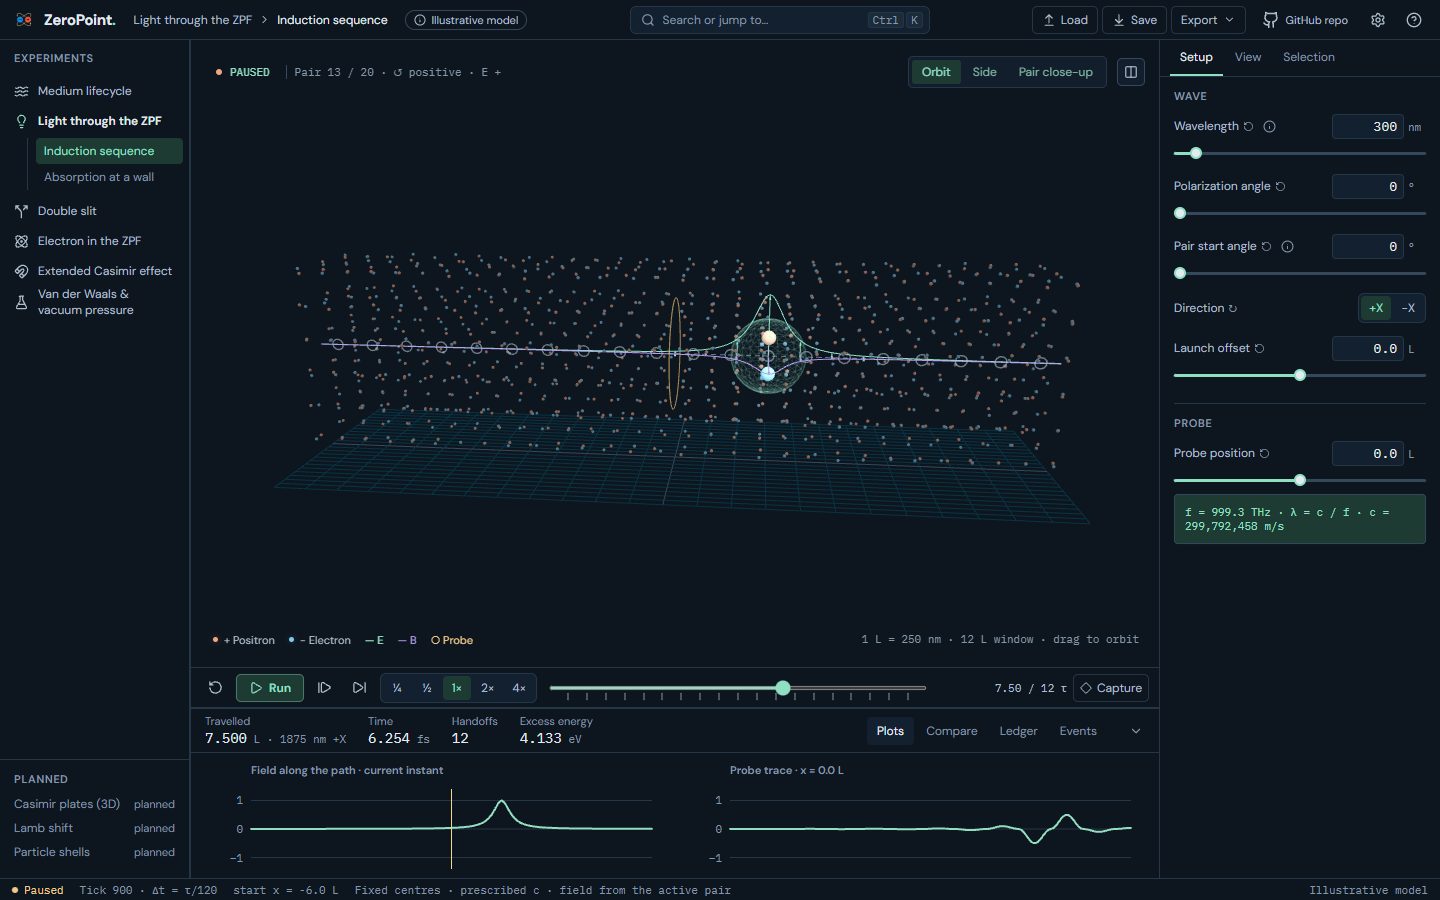 ZeroPoint.
Light through the ZPF > Induction sequence
Illustrative model
Search or jump to...
Ctrl K
Load
Save
Export
GitHub repo
EXPERIMENTS
Medium lifecycle
Light through the ZPF
Induction sequence
Absorption at a wall
Double slit
Electron in the ZPF
Extended Casimir effect
Van der Waals &
vacuum pressure
PLANNED
Casimir plates (3D) planned
Lamb shift planned
Particle shells planned
PAUSED
Pair 13 / 20 · ↺ positive · E +
Orbit
Side
Pair close-up
+ Positron
− Electron
— E
— B
Probe
1 L = 250 nm · 12 L window · drag to orbit
Run
¼
½
1×
2×
4×
7.50 / 12 τ
Capture
Travelled
7.500 L · 1875 nm +X
Time
6.254 fs
Handoffs
12
Excess energy
4.133 eV
Plots
Compare
Ledger
Events
Field along the path · current instant
1
0
−1
Probe trace · x = 0.0 L
1
0
−1
Setup
View
Selection
WAVE
Wavelength
300 nm
Polarization angle
0 °
Pair start angle
0 °
Direction
+X
−X
Launch offset
0.0 L
PROBE
Probe position
0.0 L
f = 999.3 THz · λ = c / f · c =
299,792,458 m/s
Paused
Tick 900 · Δt = τ/120
start x = -6.0 L
Fixed centres · prescribed c · field from the active pair
Illustrative model